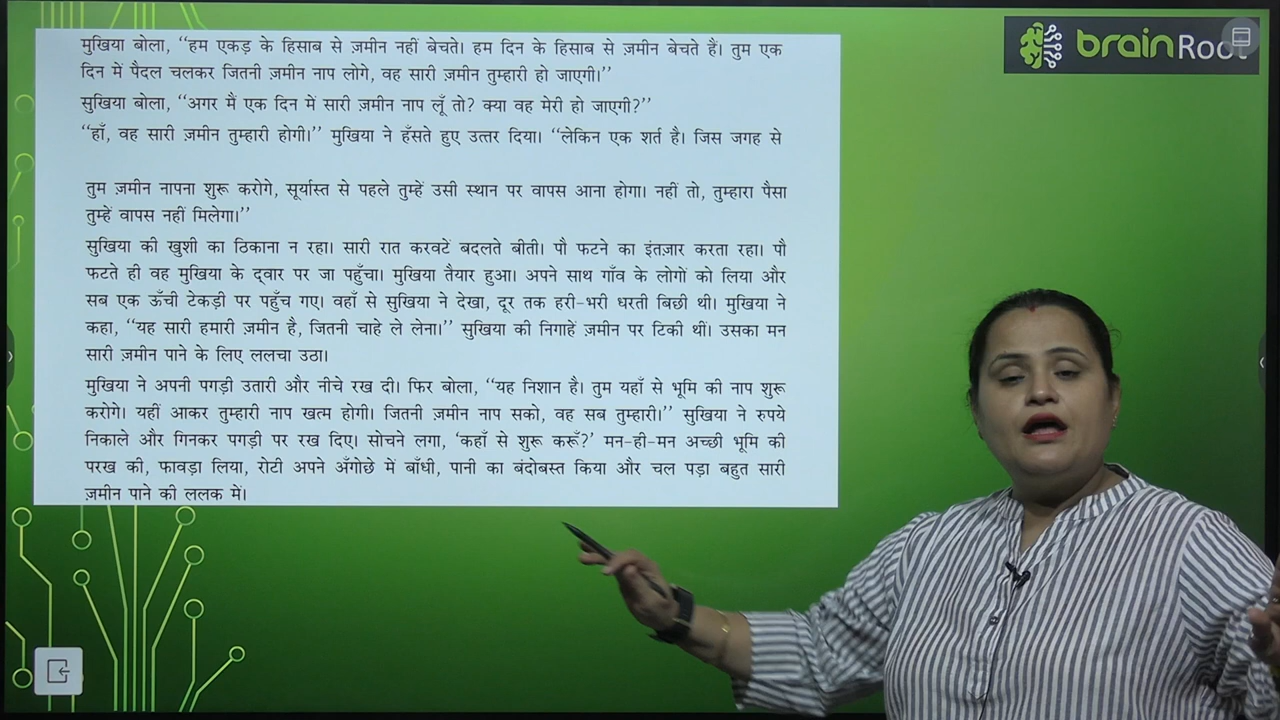 brain Root
मुखिया बोला, ‘‘हम एकड़ के हिसाब से ज़मीन नहीं बेचते। हम दिन के हिसाब से ज़मीन बेचते हैं। तुम एक
दिन में पैदल चलकर जितनी ज़मीन नाप लोगे, वह सारी ज़मीन तुम्हारी हो जाएगी।’’
सुखिया बोला, ‘‘अगर मैं एक दिन में सारी ज़मीन नाप लूँ तो? क्या वह मेरी हो जाएगी?’’
‘‘हाँ, वह सारी ज़मीन तुम्हारी होगी।’’ मुखिया ने हँसते हुए उत्तर दिया। ‘‘लेकिन एक शर्त है। जिस जगह से
तुम ज़मीन नापना शुरू करोगे, सूर्यास्त से पहले तुम्हें उसी स्थान पर वापस आना होगा। नहीं तो, तुम्हारा पैसा
तुम्हें वापस नहीं मिलेगा।’’
सुखिया की खुशी का ठिकाना न रहा। सारी रात करवटें बदलते बीती। पौ फटने का इंतज़ार करता रहा। पौ
फटते ही वह मुखिया के द्वार पर जा पहुँचा। मुखिया तैयार हुआ। अपने साथ गाँव के लोगों को लिया और
सब एक ऊँची टेकड़ी पर पहुँच गए। वहाँ से सुखिया ने देखा, दूर तक हरी-भरी धरती बिछी थी। मुखिया ने
कहा, ‘‘यह सारी हमारी ज़मीन है, जितनी चाहे ले लेना।’’ सुखिया की निगाहें ज़मीन पर टिकी थी। उसका मन
सारी ज़मीन पाने के लिए ललचा उठा।
मुखिया ने अपनी पगड़ी उतारी और नीचे रख दी। फिर बोला, ‘‘यह निशान है। तुम यहाँ से भूमि की नाप शुरू
करोगे। यहीं आकर तुम्हारी नाप खत्म होगी। जितनी ज़मीन नाप सको, वह सब तुम्हारी।’’ सुखिया ने रुपये
निकाले और गिनकर पगड़ी पर रख दिए। सोचने लगा, ‘कहाँ से शुरू करूँ?’ मन-ही-मन अच्छी भूमि की
परख की, फावड़ा लिया, रोटी अपने अँगोछे में बाँधी, पानी का बंदोबस्त किया और चल पड़ा बहुत सारी
ज़मीन पाने की ललक में।